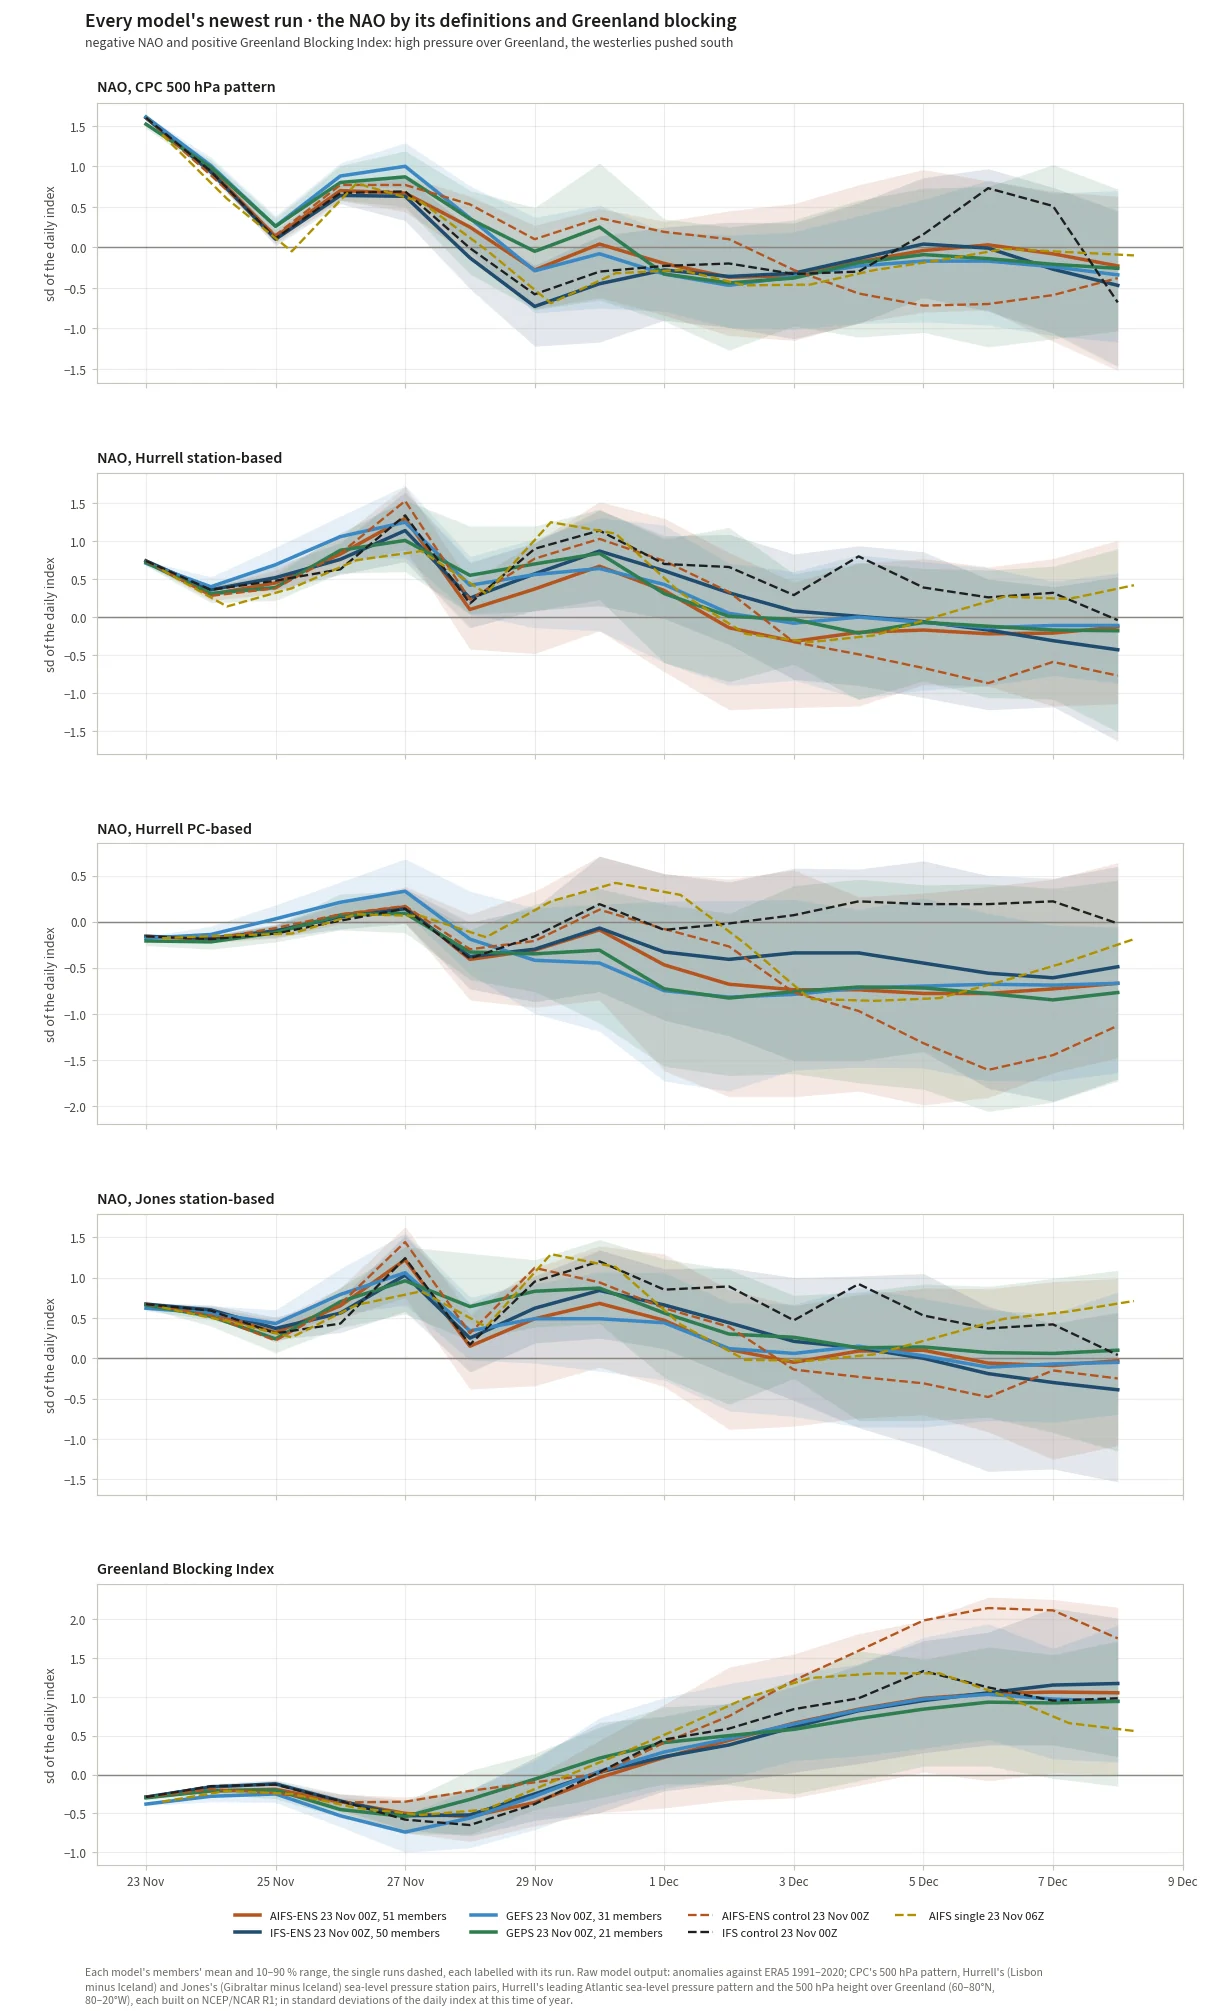 Every model's newest run · the NAO by its definitions and Greenland blocking
negative NAO and positive Greenland Blocking Index: high pressure over Greenland, the westerlies pushed south
NAO, CPC 500 hPa pattern
sd of the daily index
1.5
1.0
0.5
0.0
−0.5
−1.0
−1.5
NAO, Hurrell station-based
sd of the daily index
1.5
1.0
0.5
0.0
−0.5
−1.0
−1.5
NAO, Hurrell PC-based
sd of the daily index
0.5
0.0
−0.5
−1.0
−1.5
−2.0
NAO, Jones station-based
sd of the daily index
1.5
1.0
0.5
0.0
−0.5
−1.0
−1.5
Greenland Blocking Index
sd of the daily index
2.0
1.5
1.0
0.5
0.0
−0.5
−1.0
23 Nov 25 Nov 27 Nov 29 Nov 1 Dec 3 Dec 5 Dec 7 Dec 9 Dec
AIFS-ENS 23 Nov 00Z, 51 members GEFS 23 Nov 00Z, 31 members AIFS-ENS control 23 Nov 00Z AIFS single 23 Nov 06Z
IFS-ENS 23 Nov 00Z, 50 members GEPS 23 Nov 00Z, 21 members IFS control 23 Nov 00Z
Each model's members' mean and 10–90 % range, the single runs dashed, each labelled with its run. Raw model output: anomalies against ERA5 1991–2020; CPC's 500 hPa pattern, Hurrell's (Lisbon
minus Iceland) and Jones's (Gibraltar minus Iceland) sea-level pressure station pairs, Hurrell's leading Atlantic sea-level pressure pattern and the 500 hPa height over Greenland (60–80°N,
80–20°W), each built on NCEP/NCAR R1; in standard deviations of the daily index at this time of year.